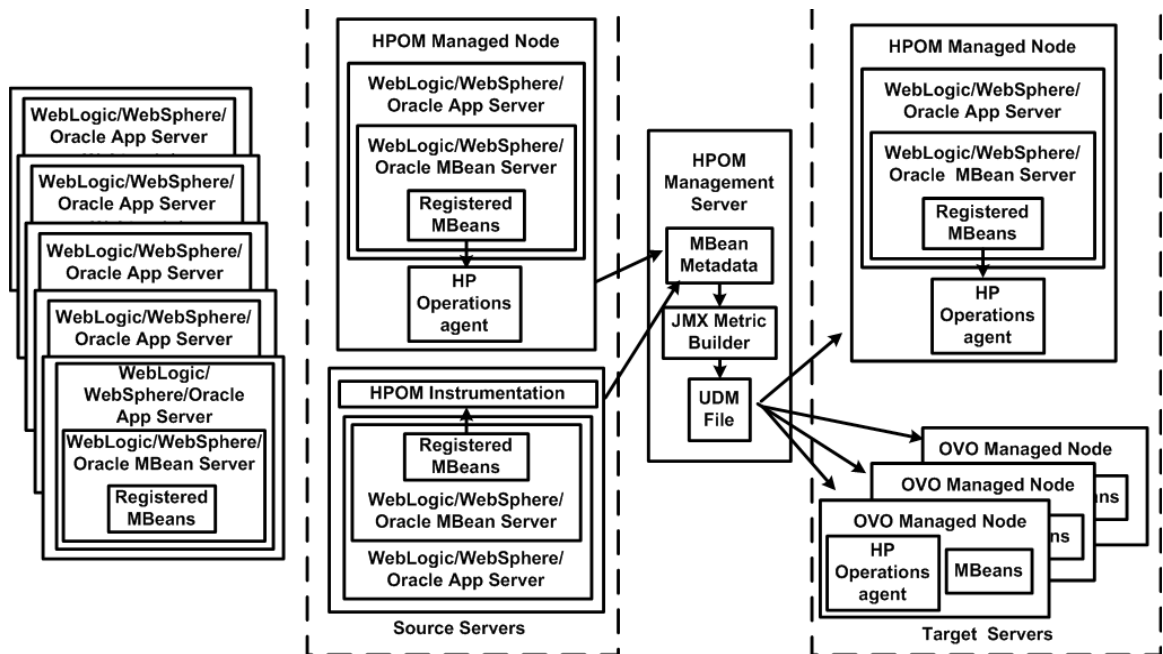 WebLogic/WebSphere/
Oracle App Server
WebLogic/WebSphere/
Oracle App Server
WebLogic/WebSphere/
Oracle App Server
WebLogic/WebSphere/
Oracle App Server
WebLogic/
WebSphere/Oracle
App Server
WebLogic/WebSphere/
Oracle MBean Server
Registered
MBeans
HPOM Managed Node
WebLogic/WebSphere/
Oracle App Server
WebLogic/WebSphere/
Oracle MBean Server
Registered
MBeans
HP
Operations
agent
HPOM Instrumentation
Registered
MBeans
WebLogic/WebSphere/
Oracle MBean Server
WebLogic/WebSphere/
Oracle App Server
Source Servers
HPOM
Management
Server
MBean
Metadata
JMX Metric
Builder
UDM
File
HPOM Managed Node
WebLogic/WebSphere/
Oracle App Server
WebLogic/WebSphere/
Oracle MBean Server
Registered
MBeans
HP
Operations
agent
OVO Managed Node
ans
OVO Managed Node
ns
OVO Managed Node
HP
Operations
agent
MBeans
Target Servers